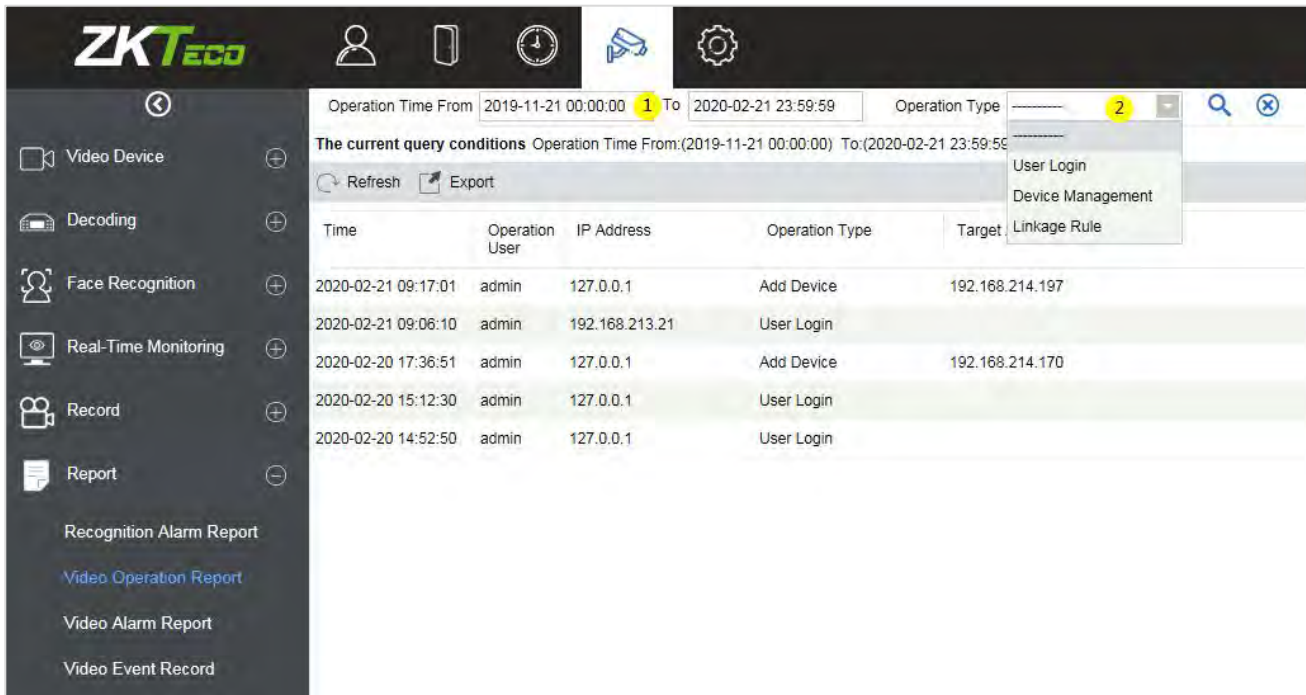 ZKTeco
Operation Time From 2019-11-21 00:00:00 1 To 2020-02-21 23:59:59 Operation Type ---------- 2
The current query conditions Operation Time From:(2019-11-21 00:00:00) To:(2020-02-21 23:59:59
----------
User Login
Device Management
Linkage Rule
Refresh Export
Time Operation User IP Address Operation Type Target
2020-02-21 09:17:01 admin 127.0.0.1 Add Device 192.168.214.197
2020-02-21 09:06:10 admin 192.168.213.21 User Login
2020-02-20 17:36:51 admin 127.0.0.1 Add Device 192.168.214.170
2020-02-20 15:12:30 admin 127.0.0.1 User Login
2020-02-20 14:52:50 admin 127.0.0.1 User Login
Video Device
Decoding
Face Recognition
Real-Time Monitoring
Record
Report
Recognition Alarm Report
Video Operation Report
Video Alarm Report
Video Event Record